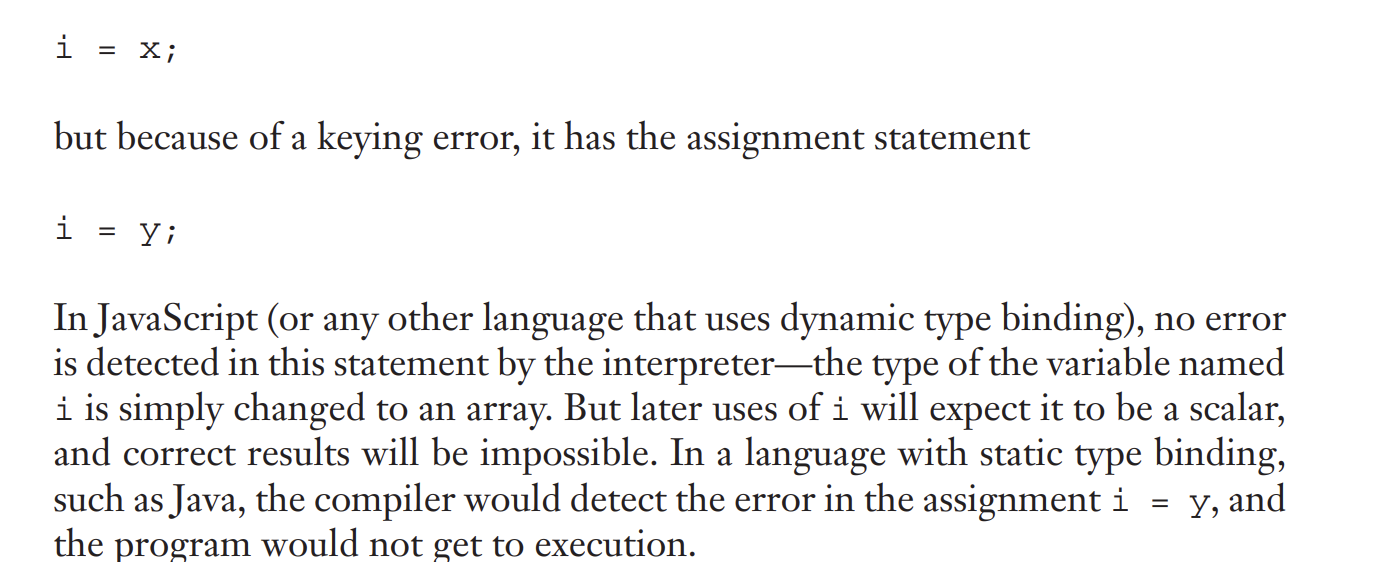 i = x;
but because of a keying error, it has the assignment statement
i = y;
In JavaScript (or any other language that uses dynamic type binding), no error
is detected in this statement by the interpreter—the type of the variable named
i is simply changed to an array. But later uses of i will expect it to be a scalar,
and correct results will be impossible. In a language with static type binding,
such as Java, the compiler would detect the error in the assignment i = y, and
the program would not get to execution.